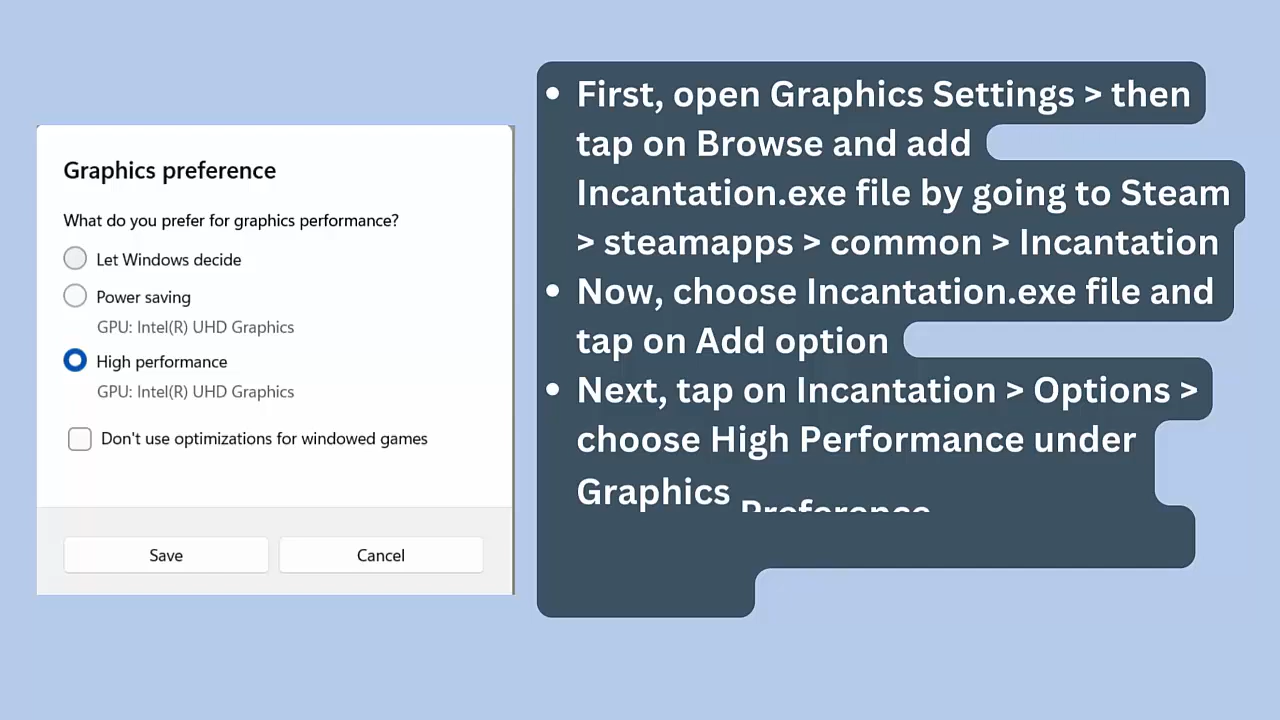 Graphics preference
What do you prefer for graphics performance?
Let Windows decide
Power saving
GPU: Intel(R) UHD Graphics
High performance
GPU: Intel(R) UHD Graphics
Don't use optimizations for windowed games
Save
Cancel
• First, open Graphics Settings > then
tap on Browse and add
Incantation.exe file by going to Steam
> steamapps > common > Incantation
• Now, choose Incantation.exe file and
tap on Add option
• Next, tap on Incantation > Options >
choose High Performance under
Graphics Preference